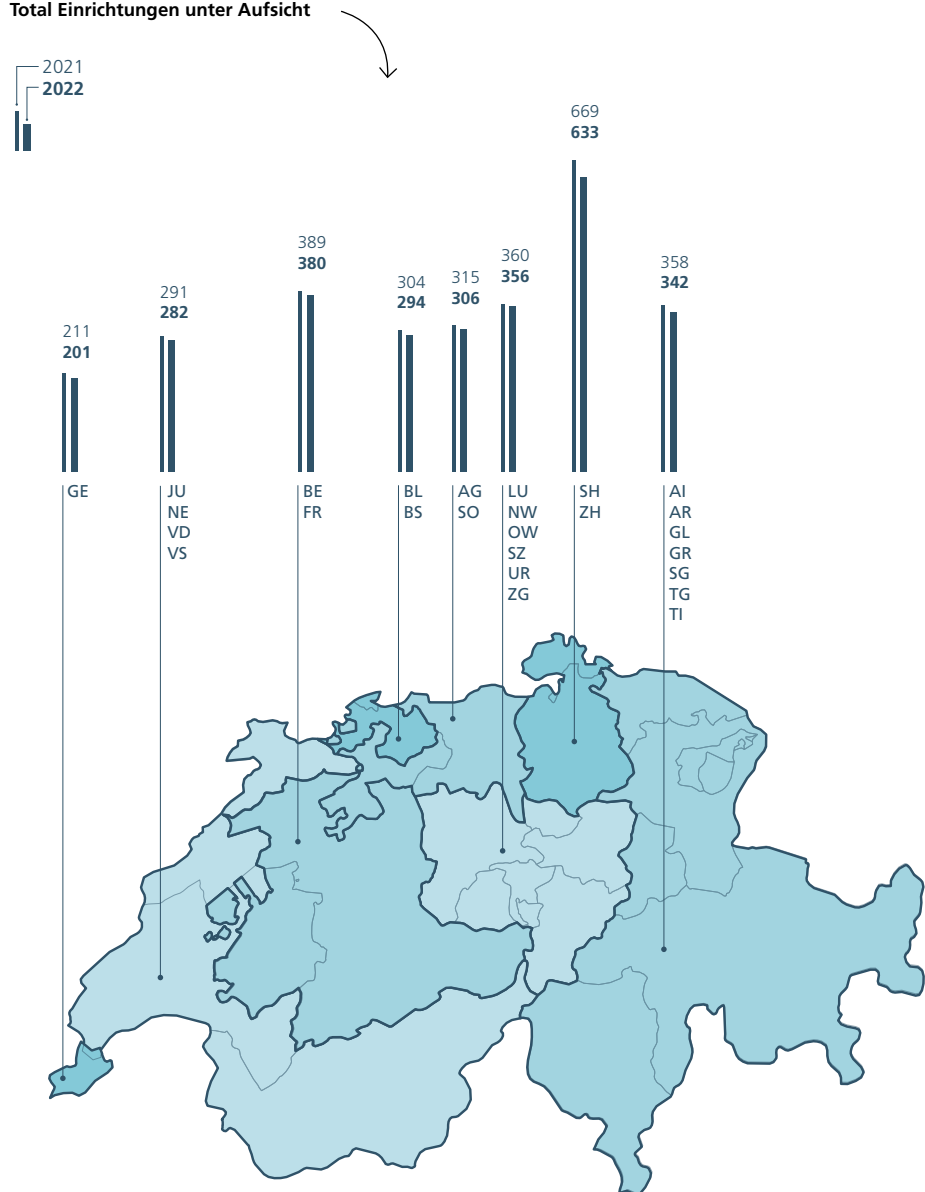 Total Einrichtungen unter Aufsicht
2021
2022
211
201
291
282
389
380
304
294
315
306
360
356
669
633
358
342
GE
JU
NE
VD
VS
BE
FR
BL
BS
AG
SO
LU
NW
OW
SZ
UR
ZG
SH
ZH
AI
AR
GL
GR
SG
TG
TI